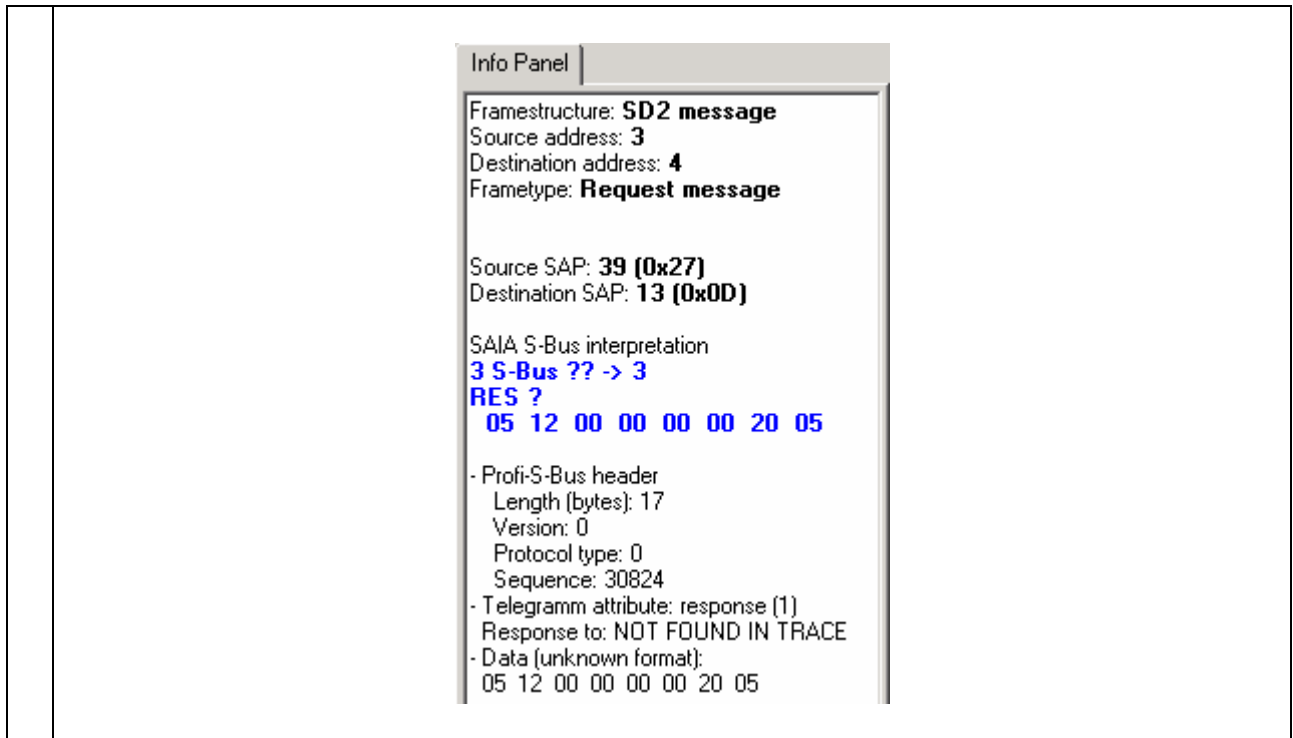 Info Panel
Framestructure: SD2 message
Source address: 3
Destination address: 4
Frametype: Request message
Source SAP: 39 (0x27)
Destination SAP: 13 (0x0D)
SAIA S-Bus interpretation
3 S-Bus ?? -> 3
RES ?
05 12 00 00 00 00 20 05
- Profi-S-Bus header
Length (bytes): 17
Version: 0
Protocol type: 0
Sequence: 30824
- Telegramm attribute: response (1)
Response to: NOT FOUND IN TRACE
- Data (unknown format):
05 12 00 00 00 00 20 05